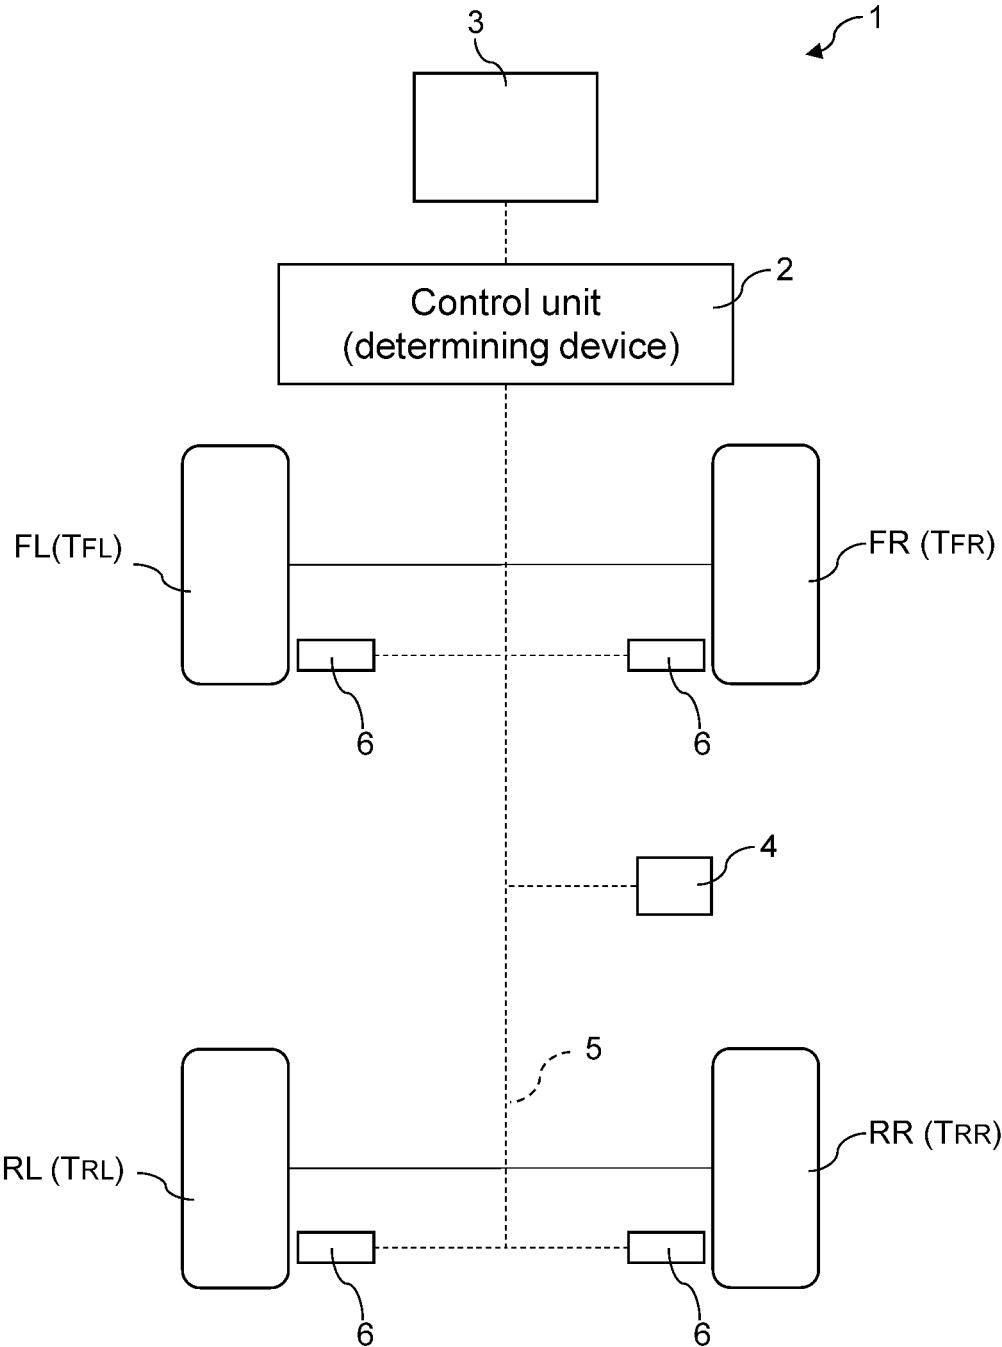 1
3
2
Control unit
(determining device)
FL(TFL)
FR (TFR)
6
6
4
5
RL (TRL)
RR (TRR)
6
6